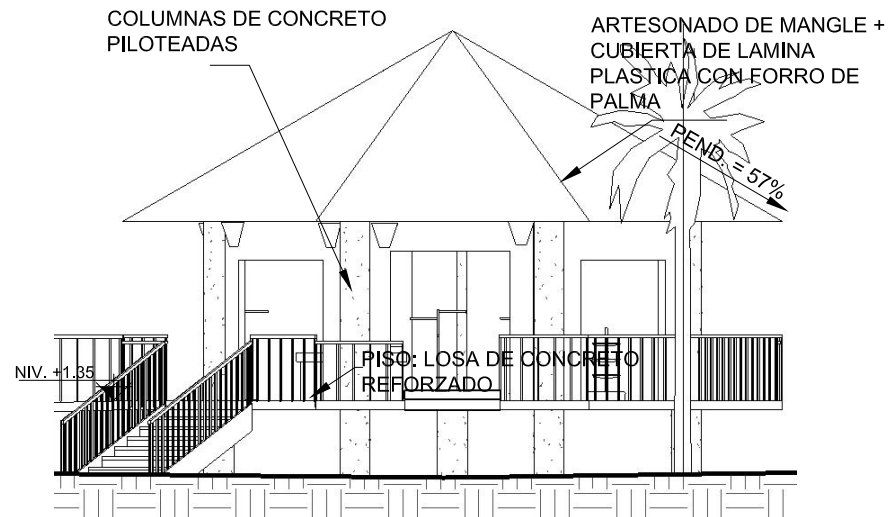 COLUMNAS DE CONCRETO
PILOTEADAS
ARTESONADO DE MANGLE +
CUBIERTA DE LAMINA
PLASTICA CON FORRO DE
PALMA
PEND. = 57%
NIV. +1.35
PISO: LOSA DE CONCRETO
REFORZADO